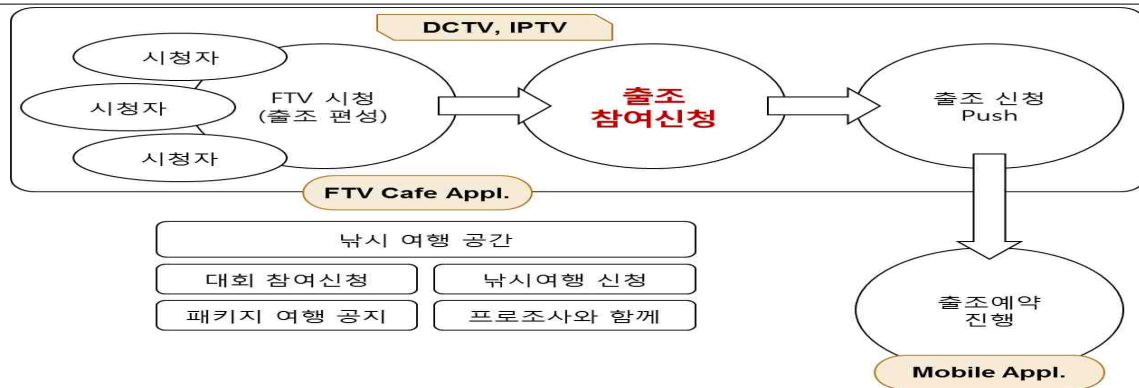 DCTV, IPTV
시청자
시청자
시청자
FTV 시청
(출조 편성)
출조
참여신청
출조 신청
Push
FTV Cafe Appl.
낚시 여행 공간
대회 참여신청
낚시여행 신청
패키지 여행 공지
프로조사와 함께
출조예약
진행
Mobile Appl.